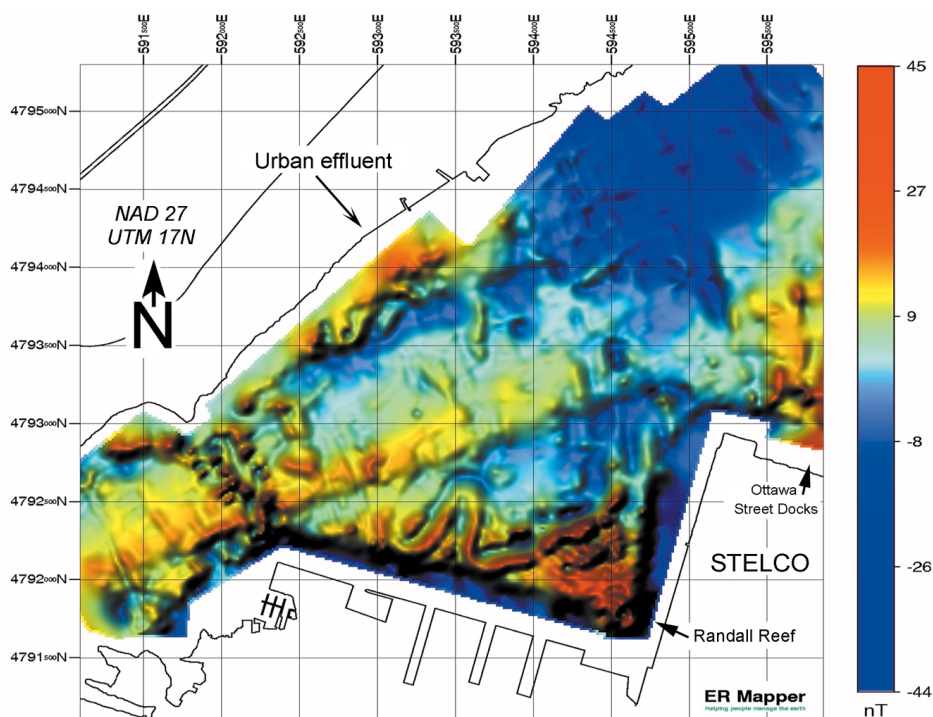 591500E
592000E
592500E
593000E
593500E
594000E
594500E
595000E
595500E
4795000N
4794500N
4794000N
4793500N
4793000N
4792500N
4792000N
4791500N
Urban effluent
NAD 27
UTM 17N
N
Ottawa
Street Docks
STELCO
Randall Reef
ER Mapper
Helping people manage the earth
45
27
9
-8
-26
-44
nT